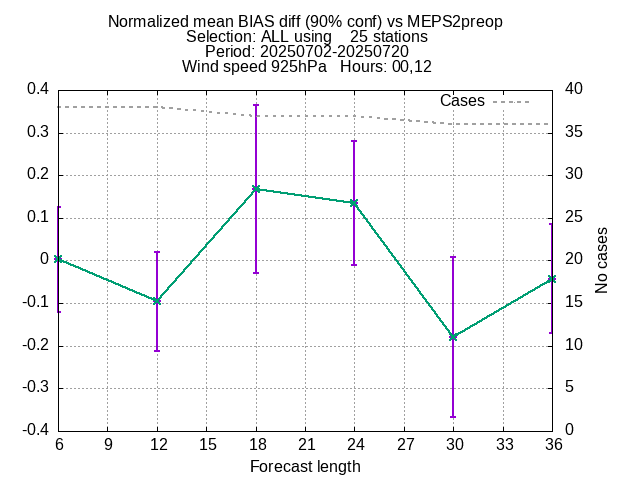 Normalized mean BIAS diff (90% conf) vs MEPS2preop
Selection: ALL using    25 stations
Period: 20250702-20250720
Wind speed 925hPa   Hours: 00,12
Cases
0.4
0.3
0.2
0.1
0
-0.1
-0.2
-0.3
-0.4
40
35
30
25
20
15
10
5
0
No cases
6 9 12 15 18 21 24 27 30 33 36
Forecast length